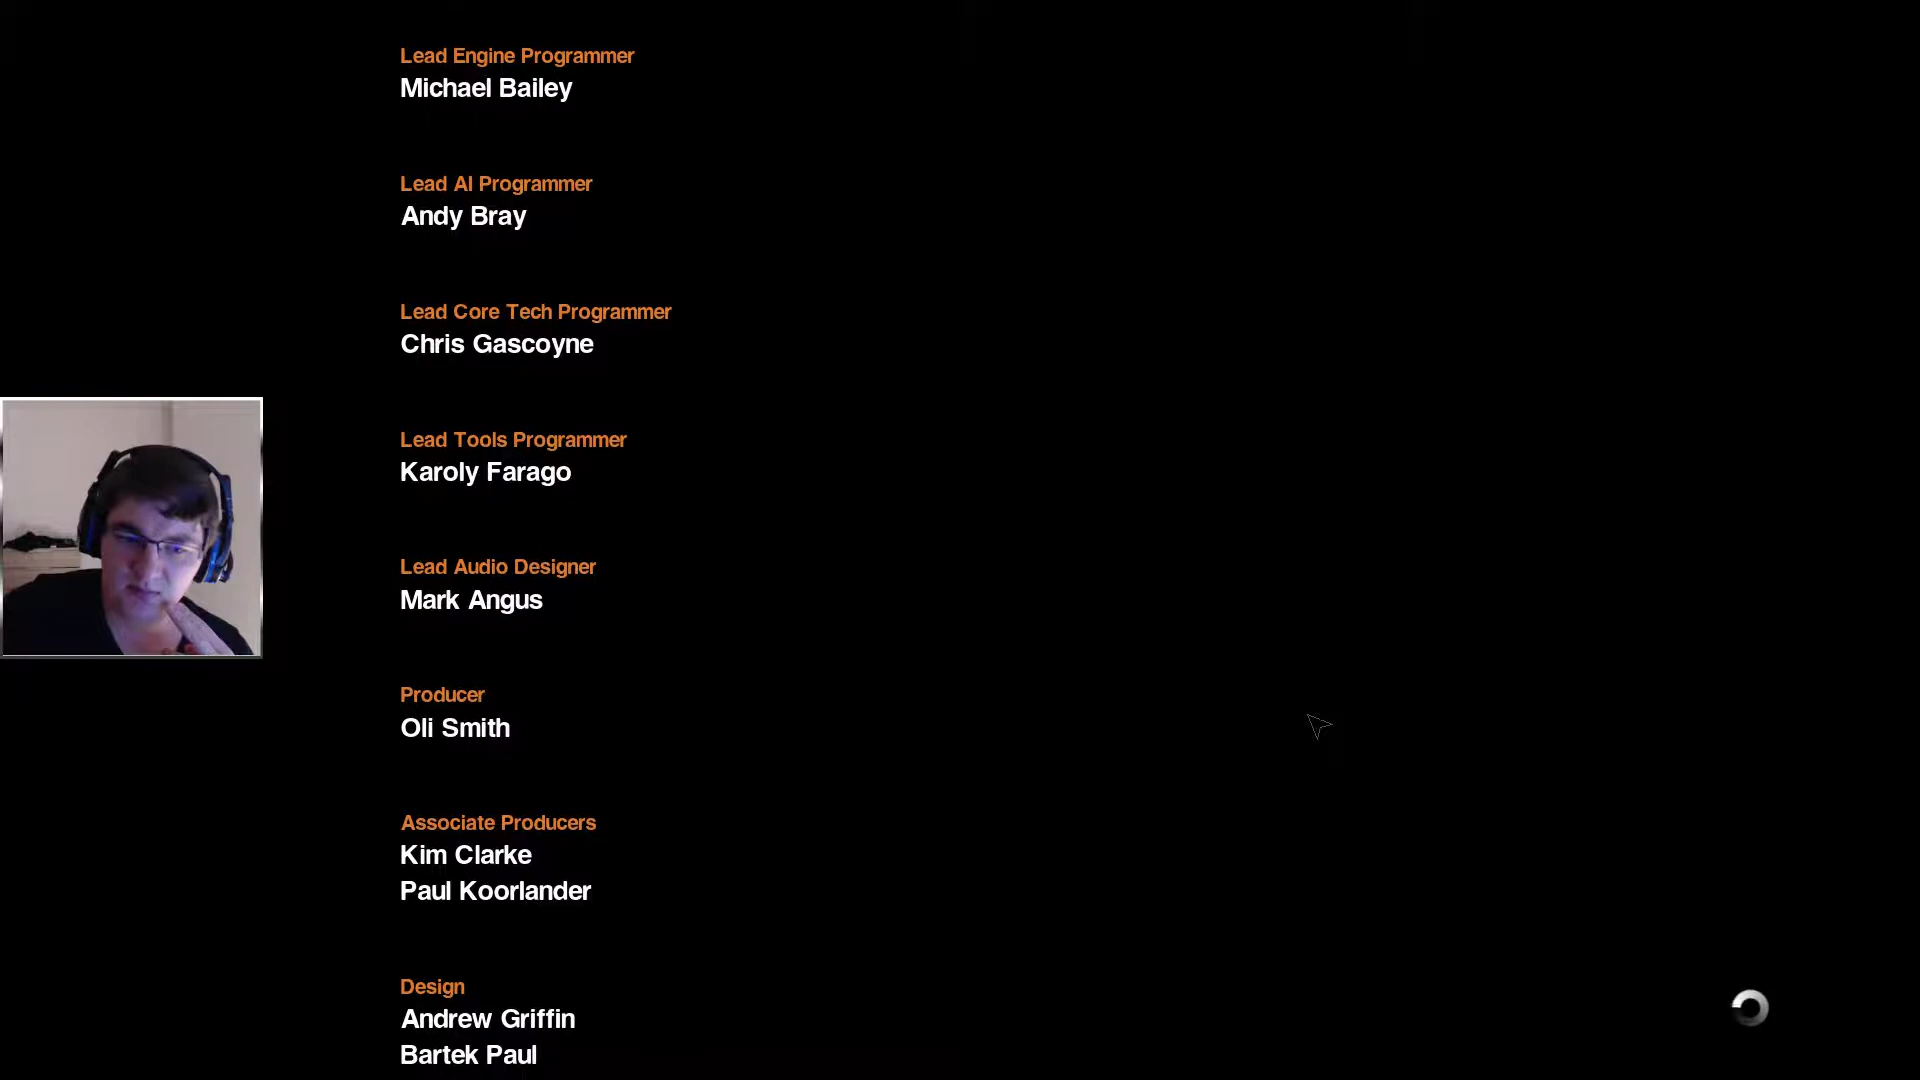 Lead Engine Programmer
Michael Bailey
Lead AI Programmer
Andy Bray
Lead Core Tech Programmer
Chris Gascoyne
Lead Tools Programmer
Karoly Farago
Lead Audio Designer
Mark Angus
Producer
Oli Smith
Associate Producers
Kim Clarke
Paul Koorlander
Design
Andrew Griffin
Bartek Paul